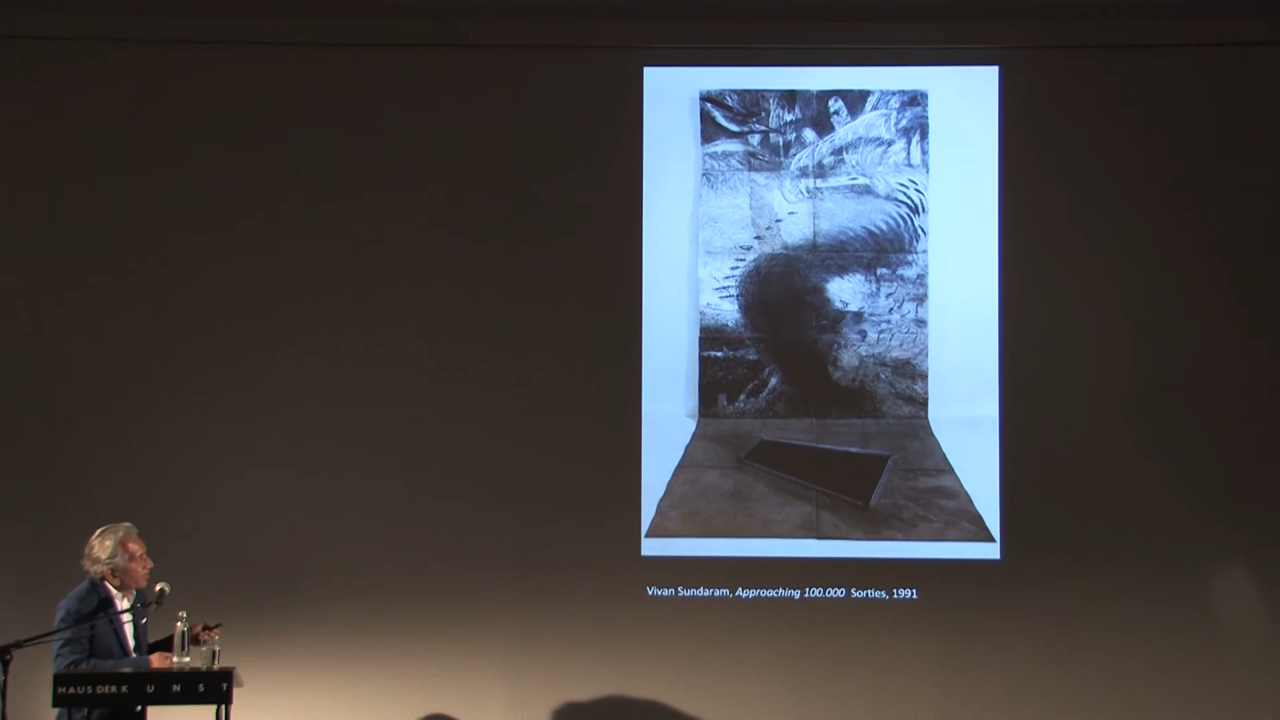 Vivan Sundaram, Approaching 100.000  Sorties, 1991
HAUS DER K U N S T